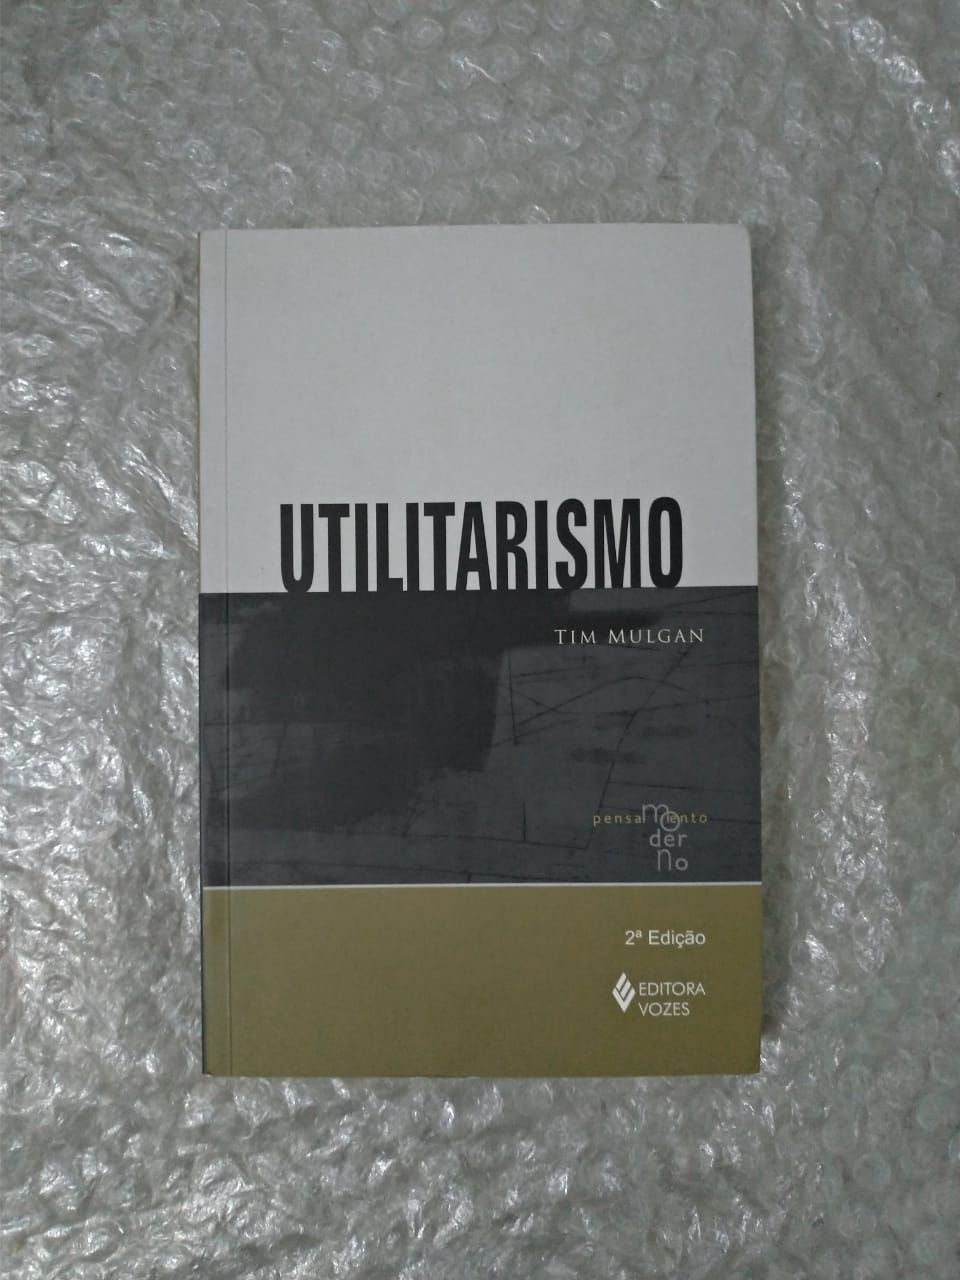 UTILITARISMO
TIM MULGAN
pensamento
moderno
2ª Edição
EDITORA
VOZES